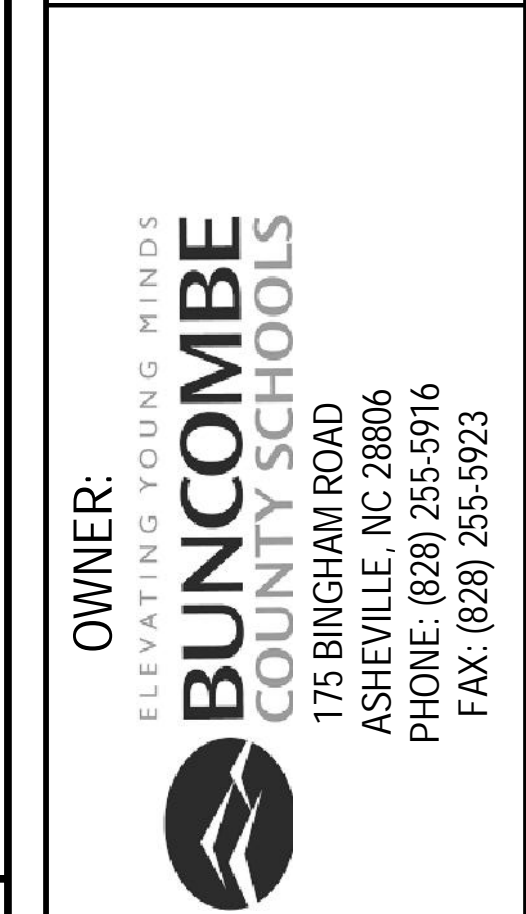 OWNER:
ELEVATING YOUNG MINDS
BUNCOMBE
COUNTY SCHOOLS
175 BINGHAM ROAD
ASHEVILLE, NC 28806
PHONE: (828) 255-5916
FAX: (828) 255-5923